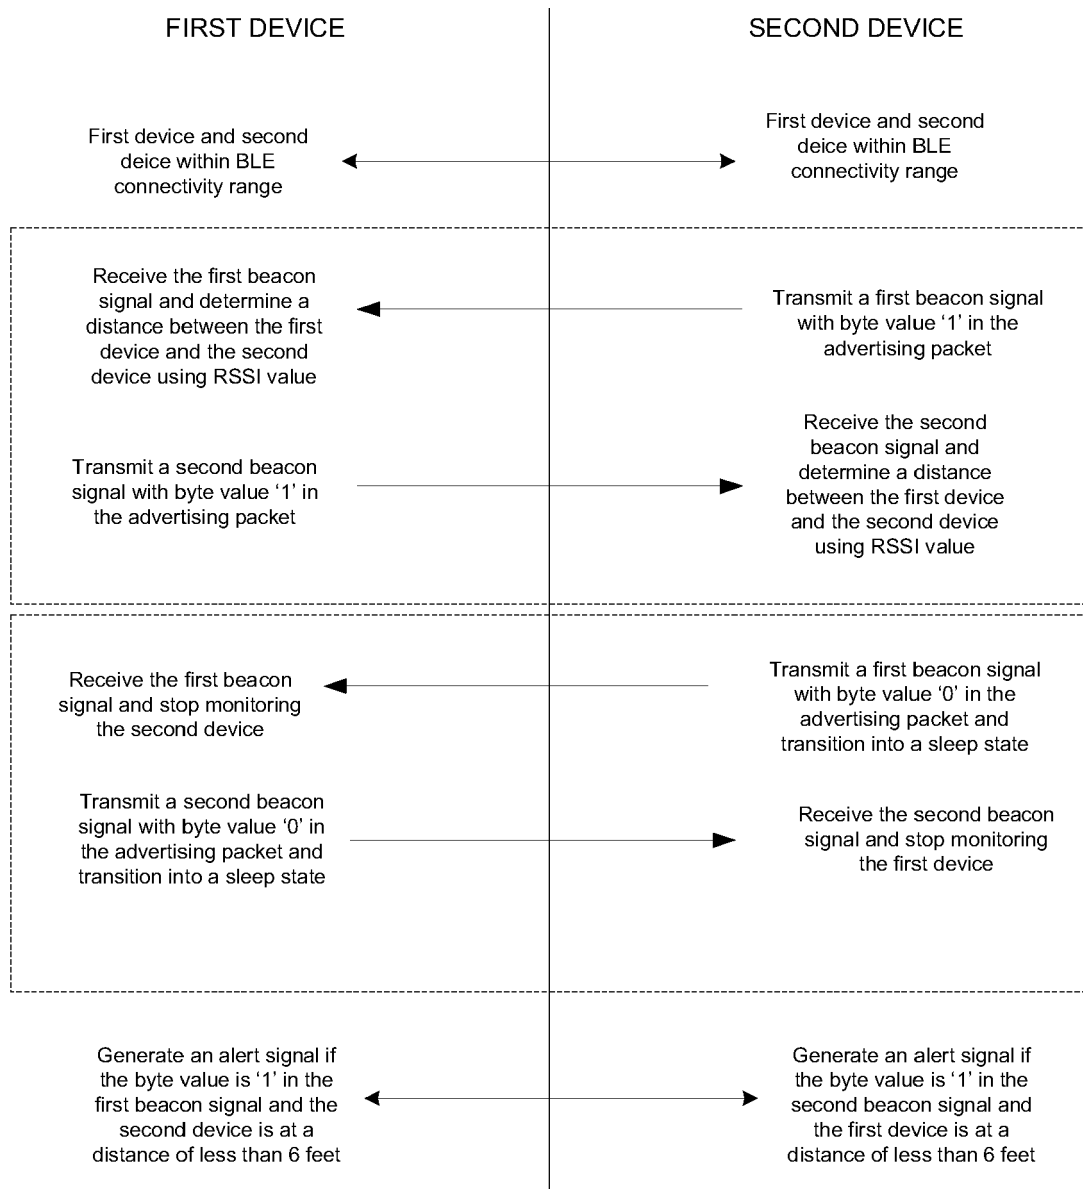 FIRST DEVICE
SECOND DEVICE
First device and second
deice within BLE
connectivity range
First device and second
deice within BLE
connectivity range
Receive the first beacon
signal and determine a
distance between the first
device and the second
device using RSSI value
Transmit a first beacon signal
with byte value ‘1’ in the
advertising packet
Transmit a second beacon
signal with byte value ‘1’ in
the advertising packet
Receive the second
beacon signal and
determine a distance
between the first device
and the second device
using RSSI value
Receive the first beacon
signal and stop monitoring
the second device
Transmit a first beacon signal
with byte value ‘0’ in the
advertising packet and
transition into a sleep state
Transmit a second beacon
signal with byte value ‘0’ in
the advertising packet and
transition into a sleep state
Receive the second beacon
signal and stop monitoring
the first device
Generate an alert signal if
the byte value is ‘1’ in the
first beacon signal and the
second device is at a
distance of less than 6 feet
Generate an alert signal if
the byte value is ‘1’ in the
second beacon signal and
the first device is at a
distance of less than 6 feet